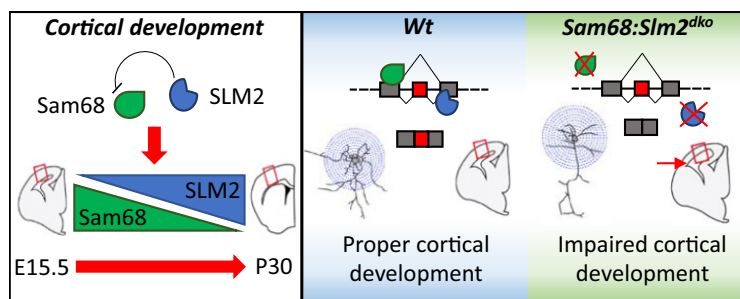 Cortical development
Sam68
SLM2
SLM2
Sam68
E15.5
P30
Wt
Proper cortical
development
Sam68:Slm2dko
Impaired cortical
development